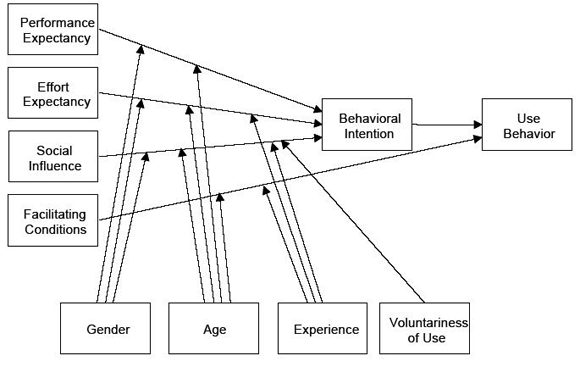 Performance
Expectancy
Effort
Expectancy
Social
Influence
Facilitating
Conditions
Behavioral
Intention
Use
Behavior
Gender
Age
Experience
Voluntariness
of Use